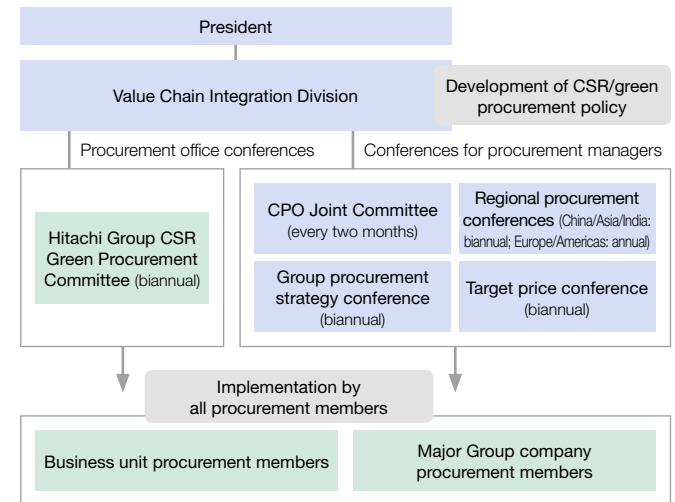 President
Value Chain Integration Division
Development of CSR/green
procurement policy
Procurement office conferences
Conferences for procurement managers
Hitachi Group CSR
Green Procurement
Committee (biannual)
CPO Joint Committee
(every two months)
Regional procurement
conferences (China/Asia/India:
biannual; Europe/Americas: annual)
Group procurement
strategy conference
(biannual)
Target price conference
(biannual)
Implementation by
all procurement members
Business unit procurement members
Major Group company
procurement members